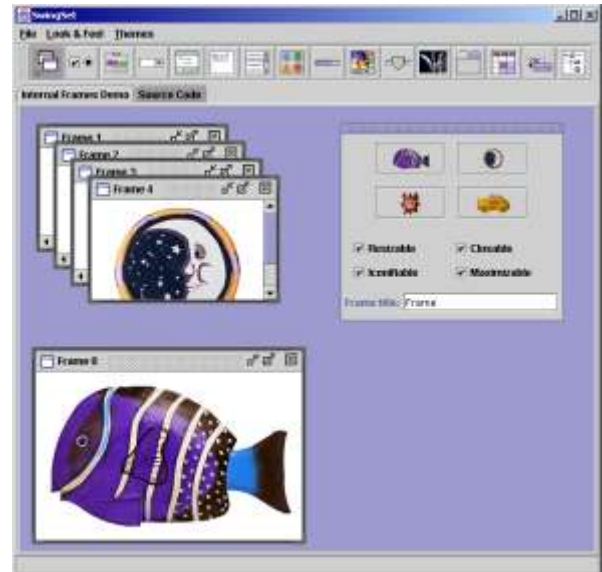 SwingSet
File Look & Feel Themes
Internal Frames Demo Source Code
Frame 1
Frame 2
Frame 3
Frame 4
Resizable Closable
Iconifiable Maximizable
Frame title: Frame
Frame 0